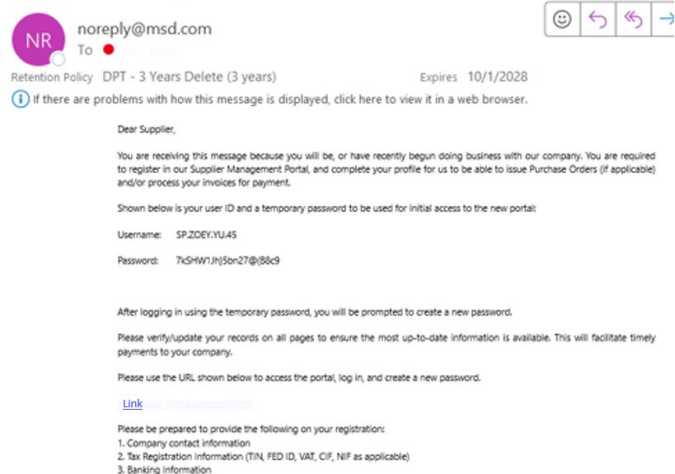 NR
noreply@msd.com
To
Retention Policy DPT - 3 Years Delete (3 years) Expires 10/1/2028
If there are problems with how this message is displayed, click here to view it in a web browser.
Dear Supplier,
You are receiving this message because you will be, or have recently begun doing business with our company. You are required
to register in our Supplier Management Portal, and complete your profile for us to be able to issue Purchase Orders (if applicable)
and/or process your invoices for payment.
Shown below is your user ID and a temporary password to be used for initial access to the new portal:
Username: SP.ZOEY.YU.45
Password:
After logging in using the temporary password, you will be prompted to create a new password.
Please verify/update your records on all pages to ensure the most up-to-date information is available. This will facilitate timely
payments to your company.
Please use the URL shown below to access the portal, log in, and create a new password.
Link
Please be prepared to provide the following on your registration:
1. Company contact information
2. Tax Registration Information (TIN, FED ID, VAT, CIF, NIF as applicable)
3. Banking Information